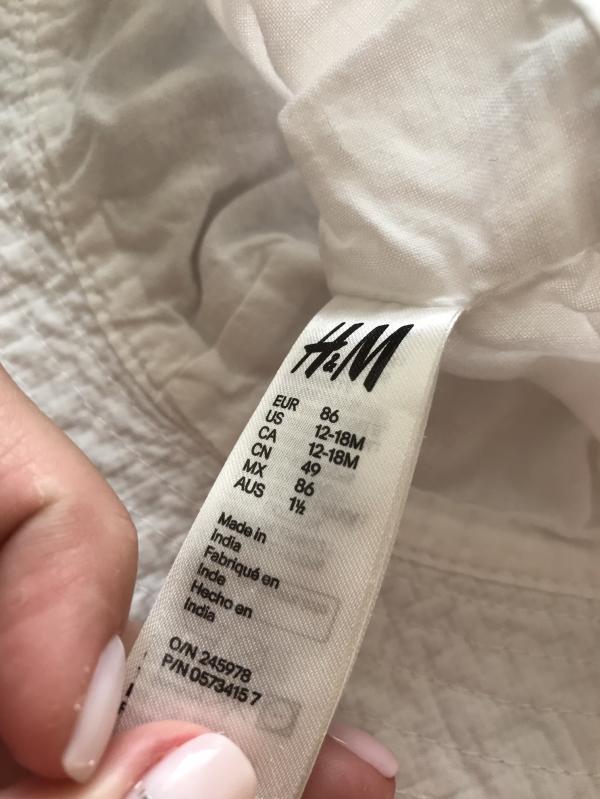 H&M
EUR 86
US 12-18M
CA 12-18M
CN 49
MX 86
AUS 1½
Made in
India
Fabriqué en
Inde
Hecho en
India
O/N 245978
P/N 0573415 7